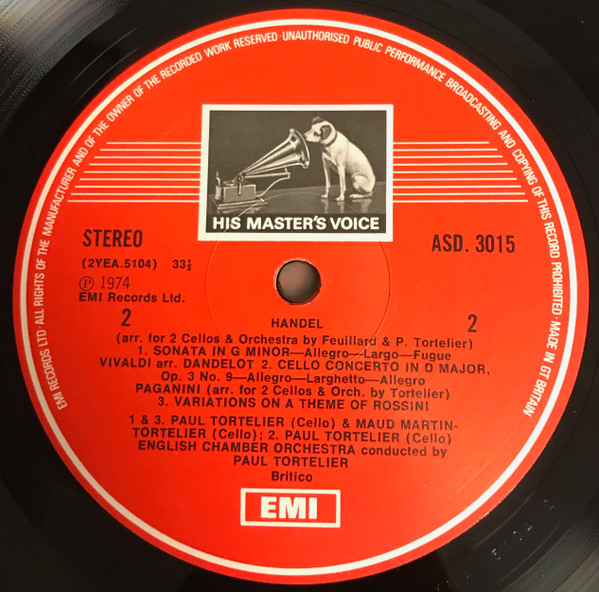 EMI RECORDS LTD·ALL RIGHTS OF THE MANUFACTURER AND OF THE OWNER OF THE RECORDED WORK RESERVED·UNAUTHORISED PUBLIC PERFORMANCE BROADCASTING AND COPYING OF THIS RECORD PROHIBITED·MADE IN GT BRITAIN
HIS MASTER'S VOICE
STEREO
ASD. 3015
(2YEA.5104) 33⅓
Ⓟ 1974
EMI Records Ltd.
2
2
HANDEL
(arr. for 2 Cellos & Orchestra by Feuillard & P. Tortelier)
1. SONATA IN G MINOR—Allegro—Largo—Fugue
VIVALDI arr. DANDELOT 2. CELLO CONCERTO IN D MAJOR,
Op. 3 No. 9—Allegro—Larghetto—Allegro
PAGANINI (arr. for 2 Cellos & Orch. by Tortelier)
3. VARIATIONS ON A THEME OF ROSSINI
1 & 3. PAUL TORTELIER (Cello) & MAUD MARTIN-
TORTELIER (Cello); 2. PAUL TORTELIER (Cello)
ENGLISH CHAMBER ORCHESTRA conducted by
PAUL TORTELIER
Britico
EMI